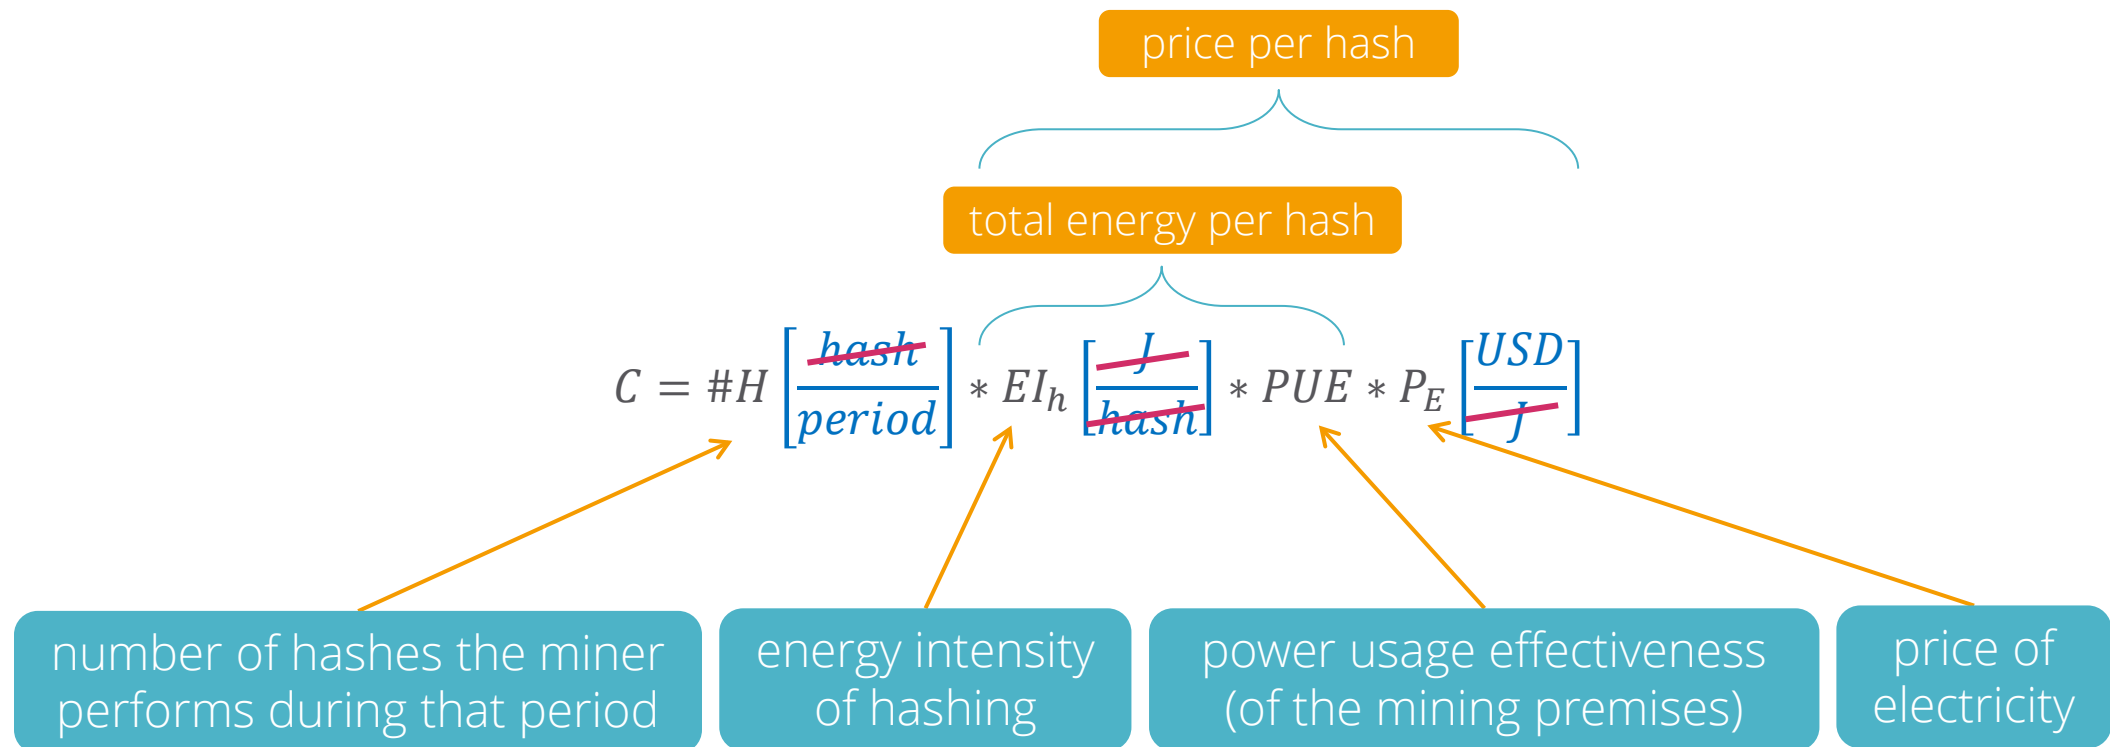 price per hash
total energy per hash
C = #H [hash/period] * EI_h [J/hash] * PUE * P_E [USD/J]
number of hashes the miner
performs during that period
energy intensity
of hashing
power usage effectiveness
(of the mining premises)
price of
electricity